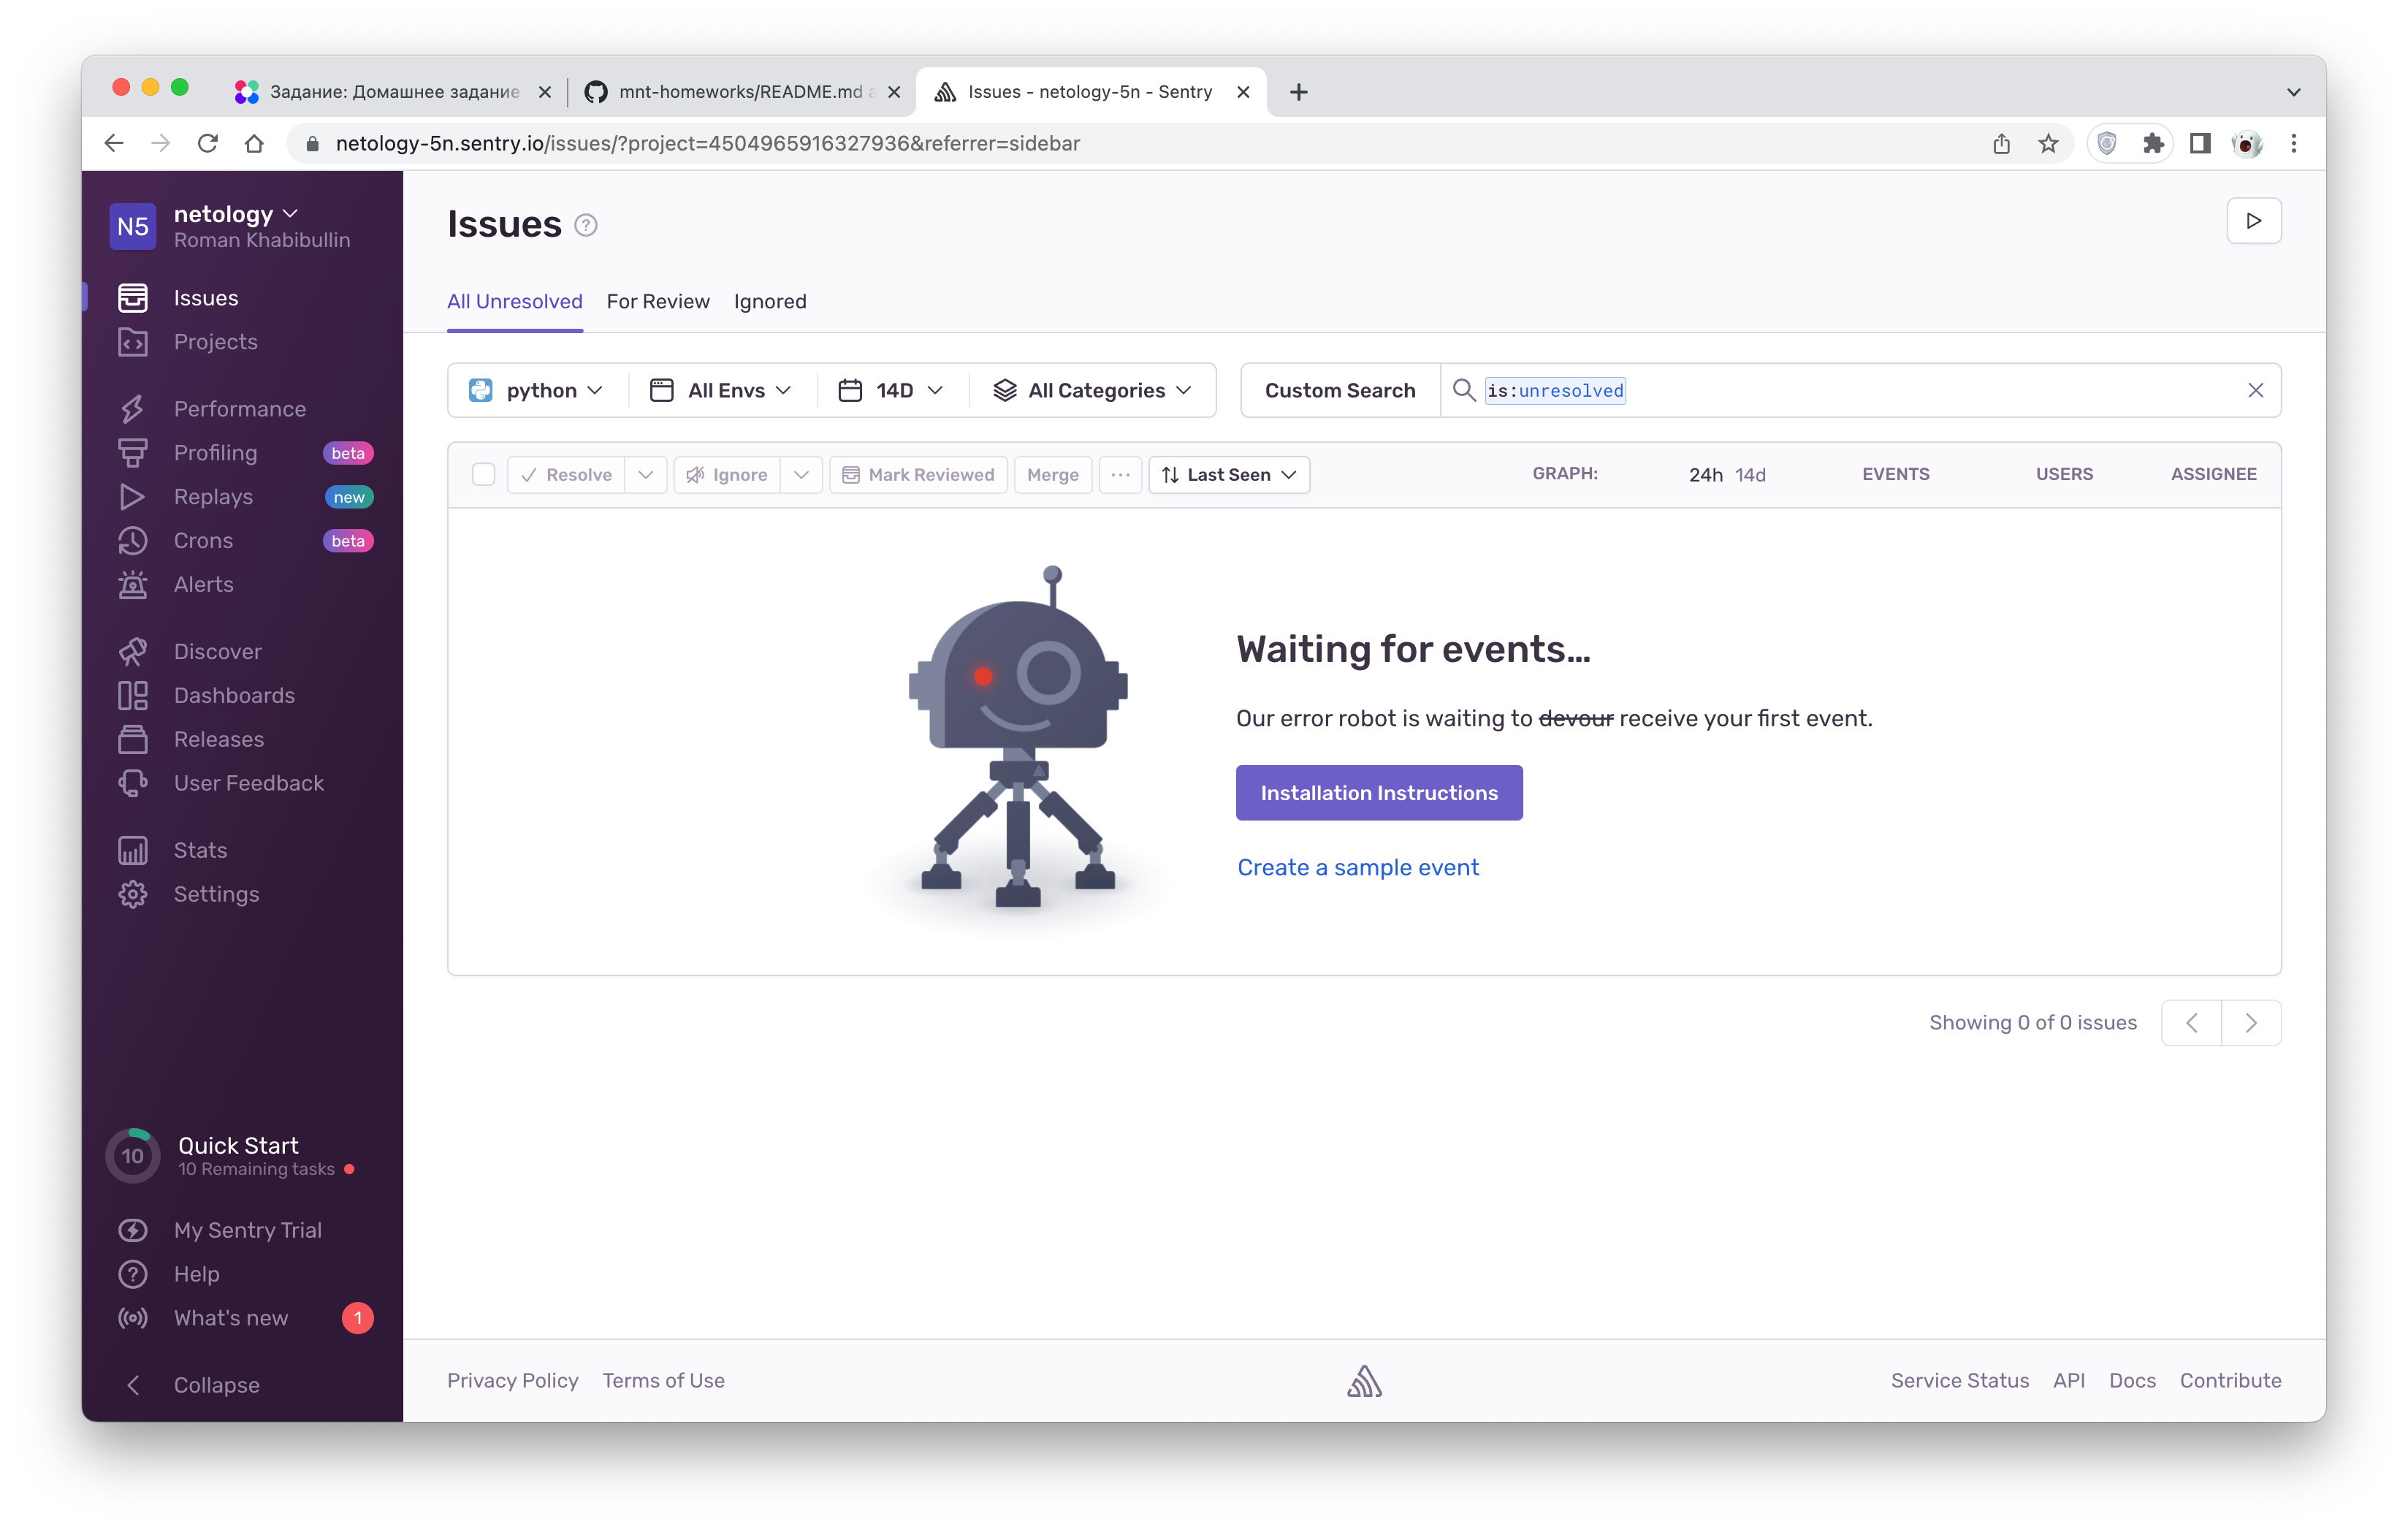 Задание: Домашнее задание
mnt-homeworks/README.md
Issues - netology-5n - Sentry
netology-5n.sentry.io/issues/?project=4504965916327936&referrer=sidebar
N5
netology
Roman Khabibullin
Issues
Projects
Performance
Profiling beta
Replays new
Crons beta
Alerts
Discover
Dashboards
Releases
User Feedback
Stats
Settings
10
Quick Start
10 Remaining tasks
My Sentry Trial
Help
What's new 1
Collapse
Issues ?
All Unresolved For Review Ignored
python All Envs 14D All Categories Custom Search is:unresolved
Resolve Ignore Mark Reviewed Merge ··· Last Seen GRAPH: 24h 14d EVENTS USERS ASSIGNEE
Waiting for events…
Our error robot is waiting to devour receive your first event.
Installation Instructions
Create a sample event
Showing 0 of 0 issues
Privacy Policy Terms of Use Service Status API Docs Contribute